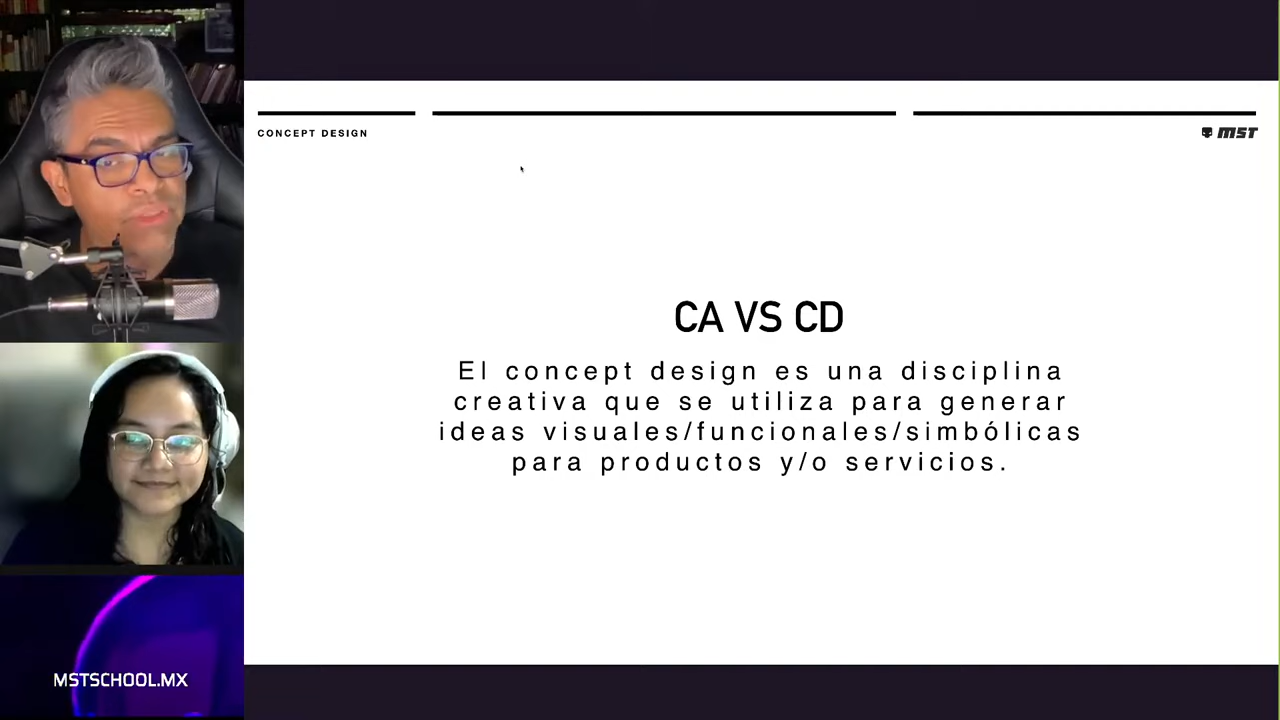 CONCEPT DESIGN
MST
CA VS CD
El concept design es una disciplina
creativa que se utiliza para generar
ideas visuales/funcionales/simbólicas
para productos y/o servicios.
MSTSCHOOL.MX